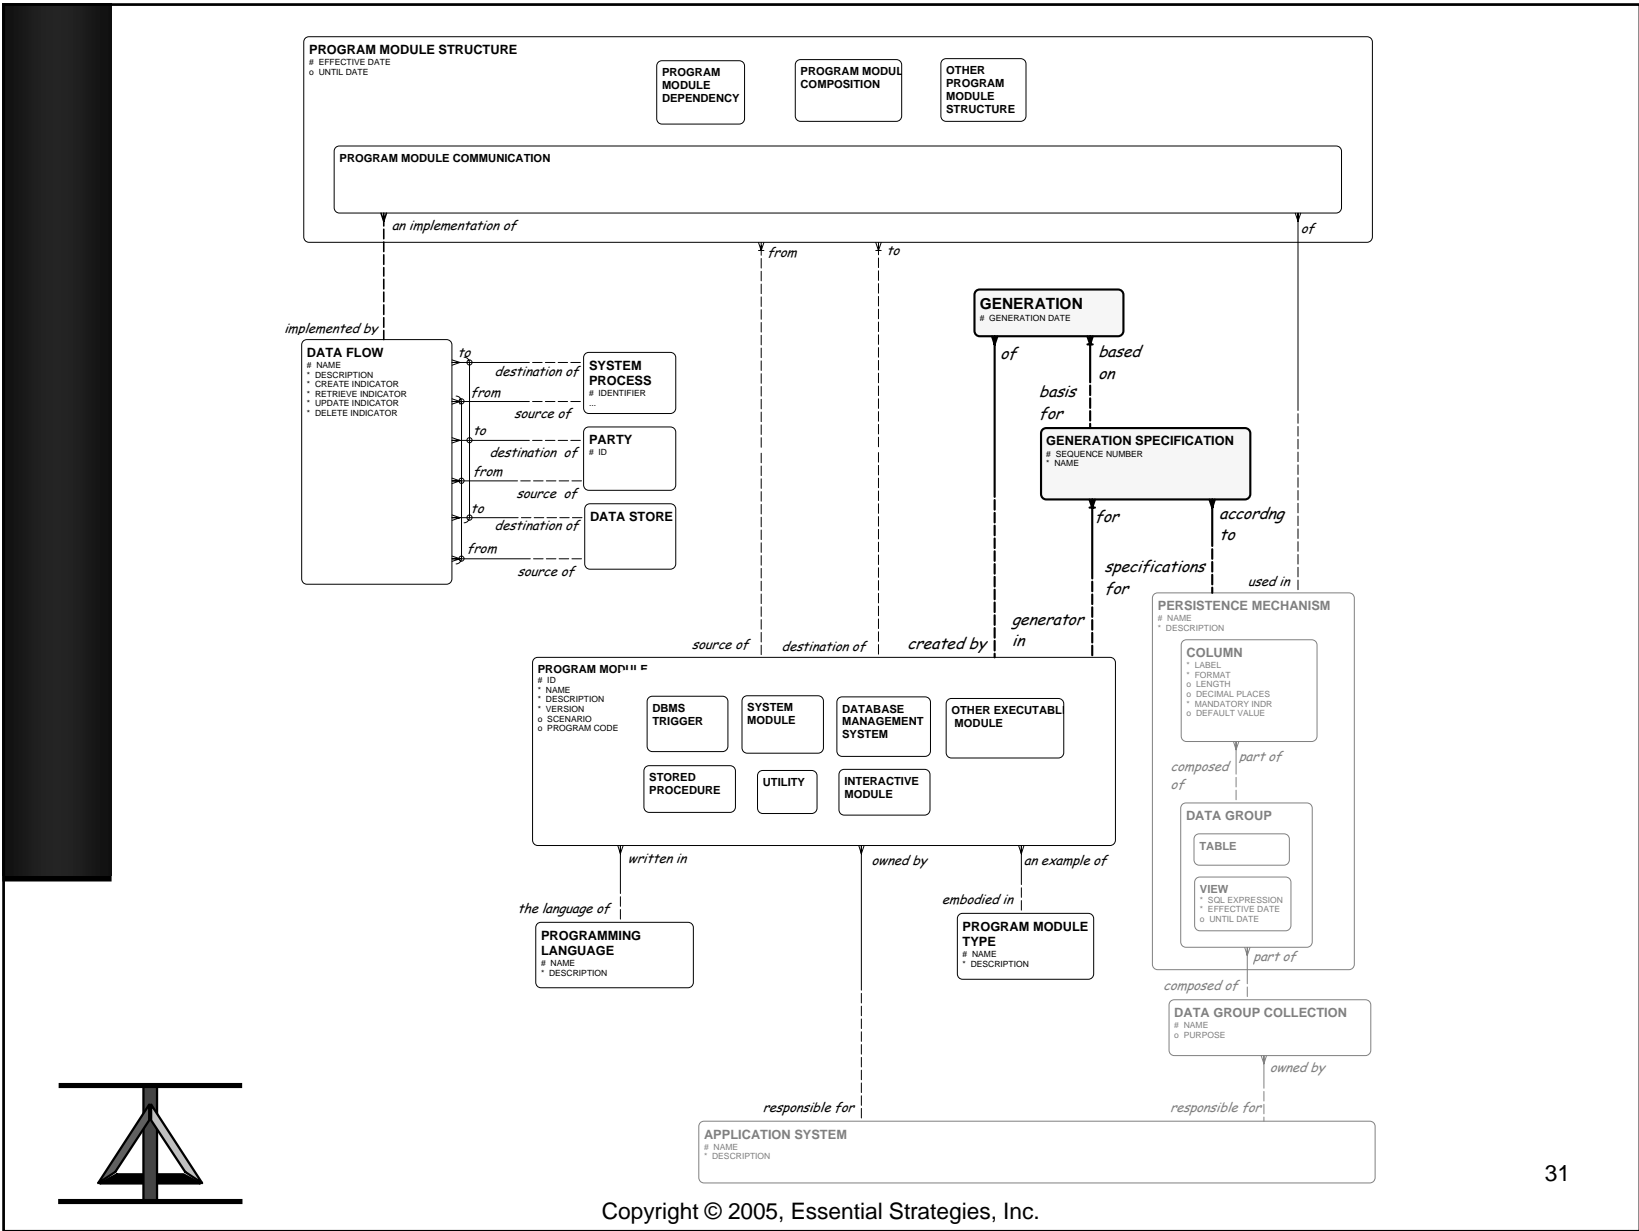 PROGRAM MODULE STRUCTURE
# EFFECTIVE DATE
o UNTIL DATE
PROGRAM
MODULE
DEPENDENCY
PROGRAM MODUL
COMPOSITION
OTHER
PROGRAM
MODULE
STRUCTURE
PROGRAM MODULE COMMUNICATION
an implementation of
from
to
of
implemented by
DATA FLOW
# NAME
* DESCRIPTION
* CREATE INDICATOR
* RETRIEVE INDICATOR
* UPDATE INDICATOR
* DELETE INDICATOR
to
destination of
from
source of
to
destination of
from
source of
to
destination of
from
source of
SYSTEM
PROCESS
# IDENTIFIER
...
PARTY
# ID
DATA STORE
GENERATION
# GENERATION DATE
of
based
on
basis
for
GENERATION SPECIFICATION
# SEQUENCE NUMBER
* NAME
for
accordng
to
specifications
for
generator
in
created by
source of
destination of
used in
PERSISTENCE MECHANISM
# NAME
* DESCRIPTION
COLUMN
* LABEL
* FORMAT
o LENGTH
o DECIMAL PLACES
* MANDATORY INDR
o DEFAULT VALUE
part of
composed
of
DATA GROUP
TABLE
VIEW
* SQL EXPRESSION
* EFFECTIVE DATE
o UNTIL DATE
part of
composed of
DATA GROUP COLLECTION
# NAME
o PURPOSE
owned by
responsible for
PROGRAM MODULE
# ID
* NAME
* DESCRIPTION
* VERSION
o SCENARIO
o PROGRAM CODE
DBMS
TRIGGER
SYSTEM
MODULE
DATABASE
MANAGEMENT
SYSTEM
OTHER EXECUTABL
MODULE
STORED
PROCEDURE
UTILITY
INTERACTIVE
MODULE
written in
owned by
an example of
the language of
embodied in
PROGRAMMING
LANGUAGE
# NAME
* DESCRIPTION
PROGRAM MODULE
TYPE
# NAME
* DESCRIPTION
responsible for
APPLICATION SYSTEM
# NAME
* DESCRIPTION
31
Copyright © 2005, Essential Strategies, Inc.